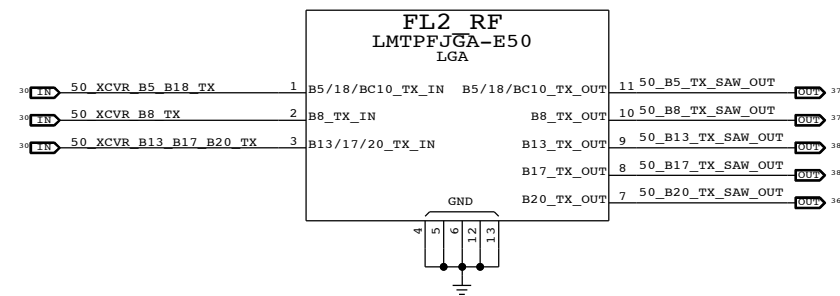 FL2_RF
LMTPFJGA-E50
LGA
30 IN 50_XCVR_B5_B18_TX 1 B5/18/BC10_TX_IN B5/18/BC10_TX_OUT 11 50_B5_TX_SAW_OUT OUT 37
30 IN 50_XCVR_B8_TX 2 B8_TX_IN B8_TX_OUT 10 50_B8_TX_SAW_OUT OUT 37
30 IN 50_XCVR_B13_B17_B20_TX 3 B13/17/20_TX_IN B13_TX_OUT 9 50_B13_TX_SAW_OUT OUT 38
B17_TX_OUT 8 50_B17_TX_SAW_OUT OUT 38
B20_TX_OUT 7 50_B20_TX_SAW_OUT OUT 36
GND
4 5 6 12 13